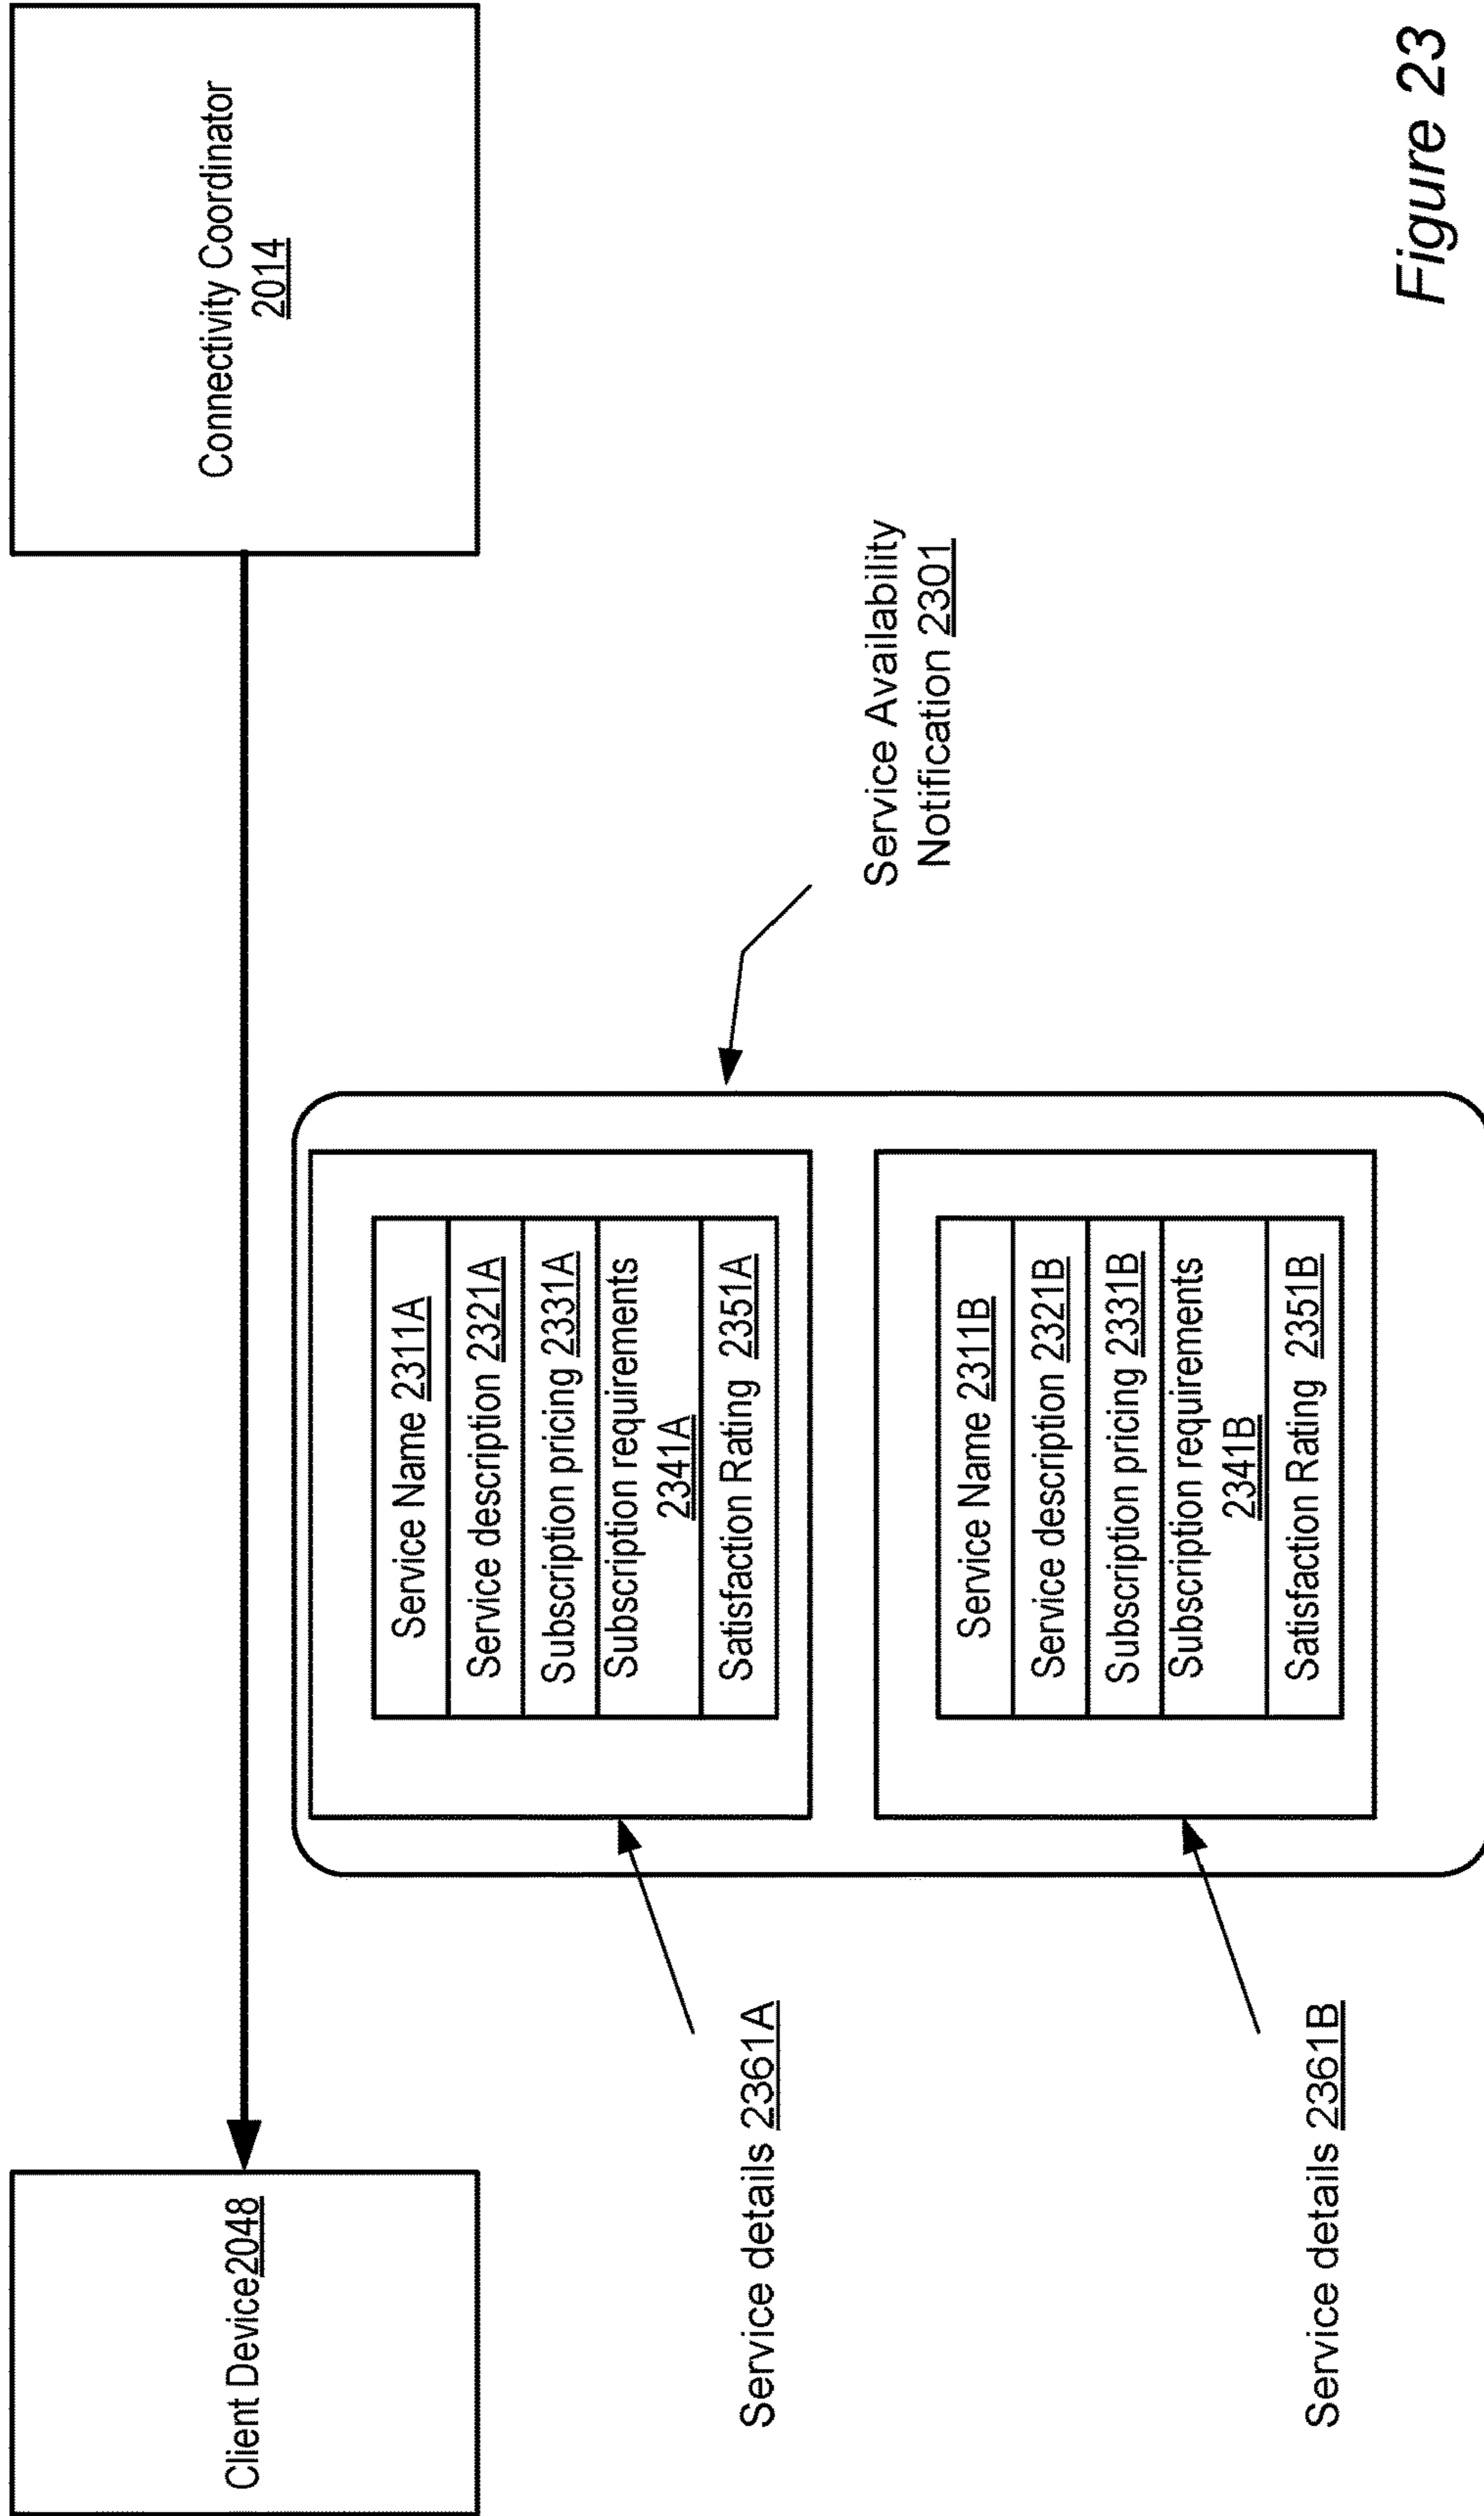 Client Device2048
Connectivity Coordinator
2014
Service Availability
Notification 2301
Service details 2361A
Service Name 2311A
Service description 2321A
Subscription pricing 2331A
Subscription requirements
2341A
Satisfaction Rating 2351A
Service details 2361B
Service Name 2311B
Service description 2321B
Subscription pricing 2331B
Subscription requirements
2341B
Satisfaction Rating 2351B
Figure 23